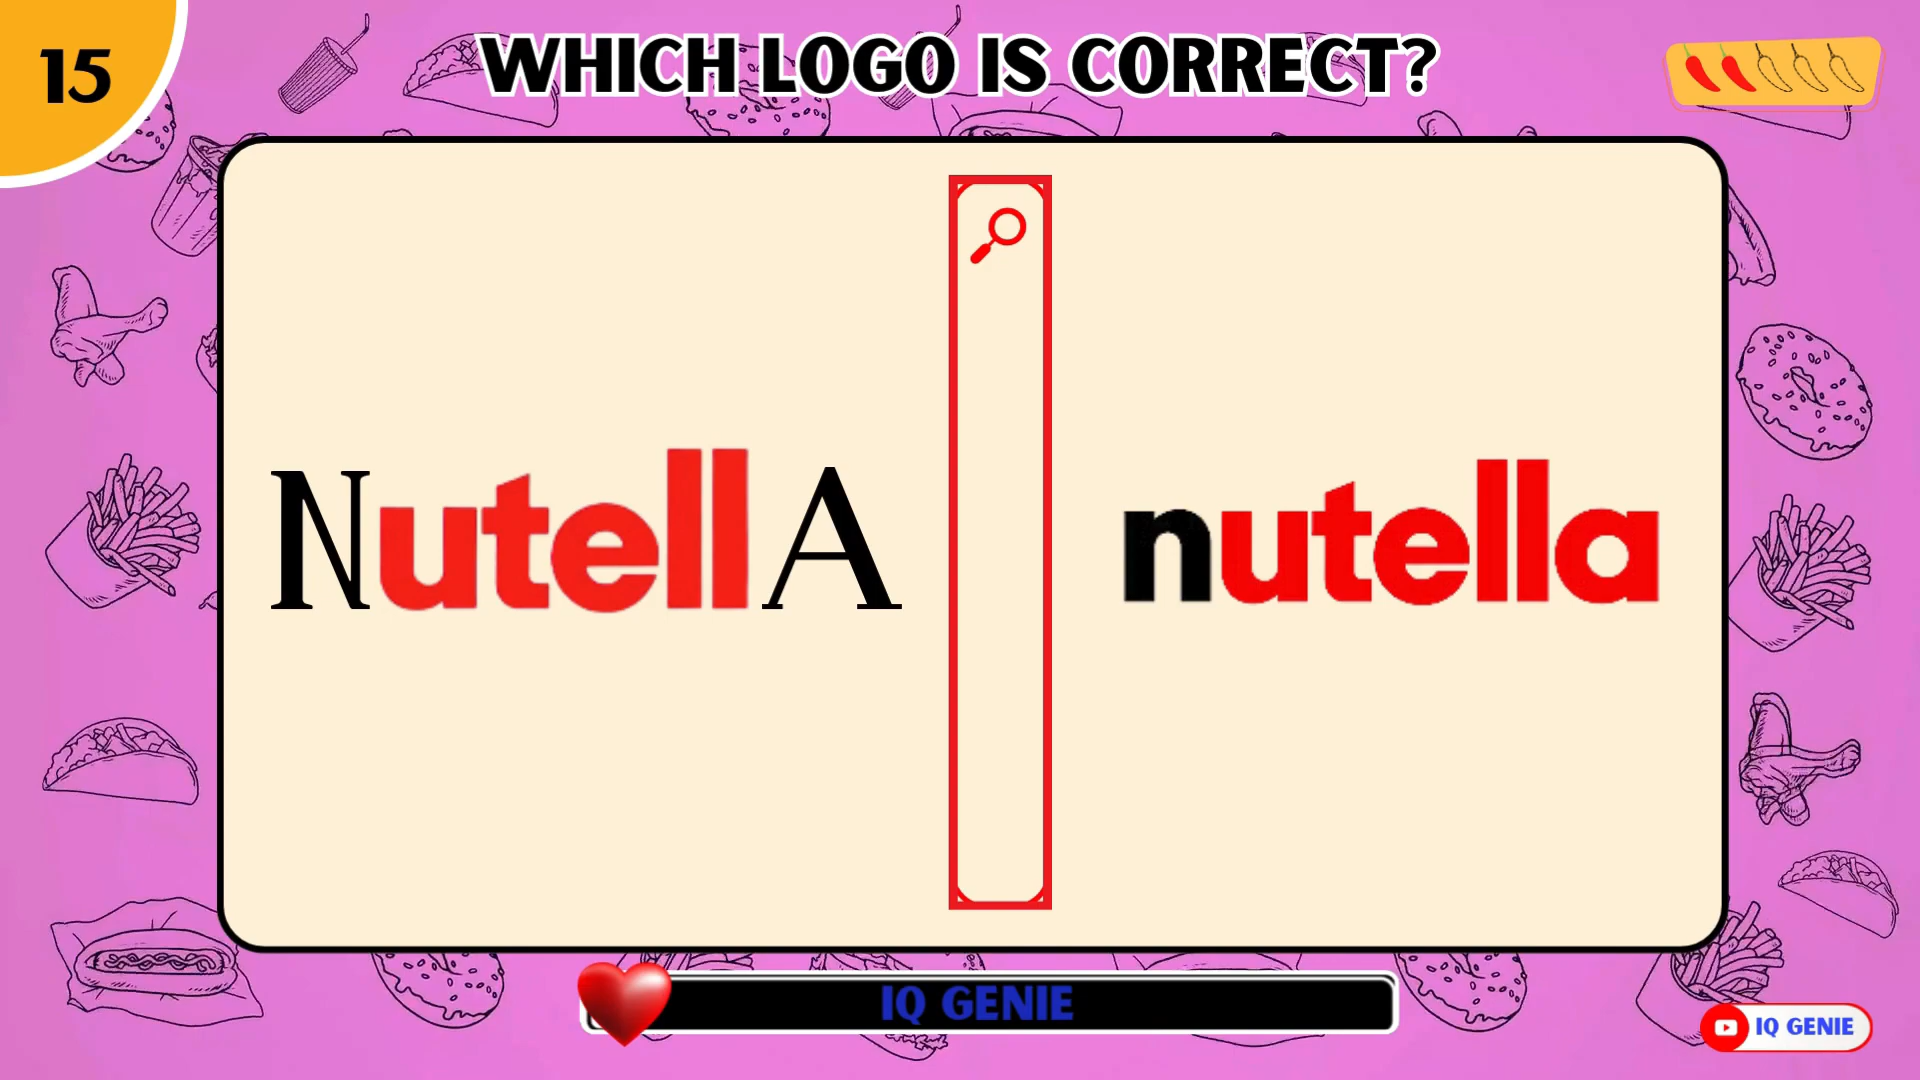 15
WHICH LOGO IS CORRECT?
NutellA
nutella
IQ GENIE
IQ GENIE